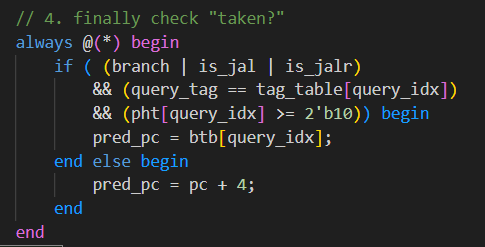 // 4. finally check "taken?"
always @(*) begin
    if ( (branch | is_jal | is_jalr)
        && (query_tag == tag_table[query_idx])
        && (pht[query_idx] >= 2'b10)) begin
        pred_pc = btb[query_idx];
    end else begin
        pred_pc = pc + 4;
    end
end